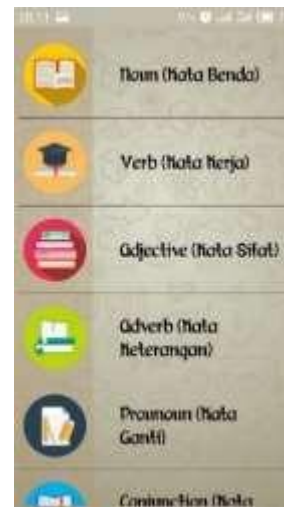 Noun (Kata Benda)
Verb (Kata Kerja)
Adjective (Kata Sifat)
Adverb (Kata
Keterangan)
Prounoun (Kata
Ganti)
Conjunction (Kata